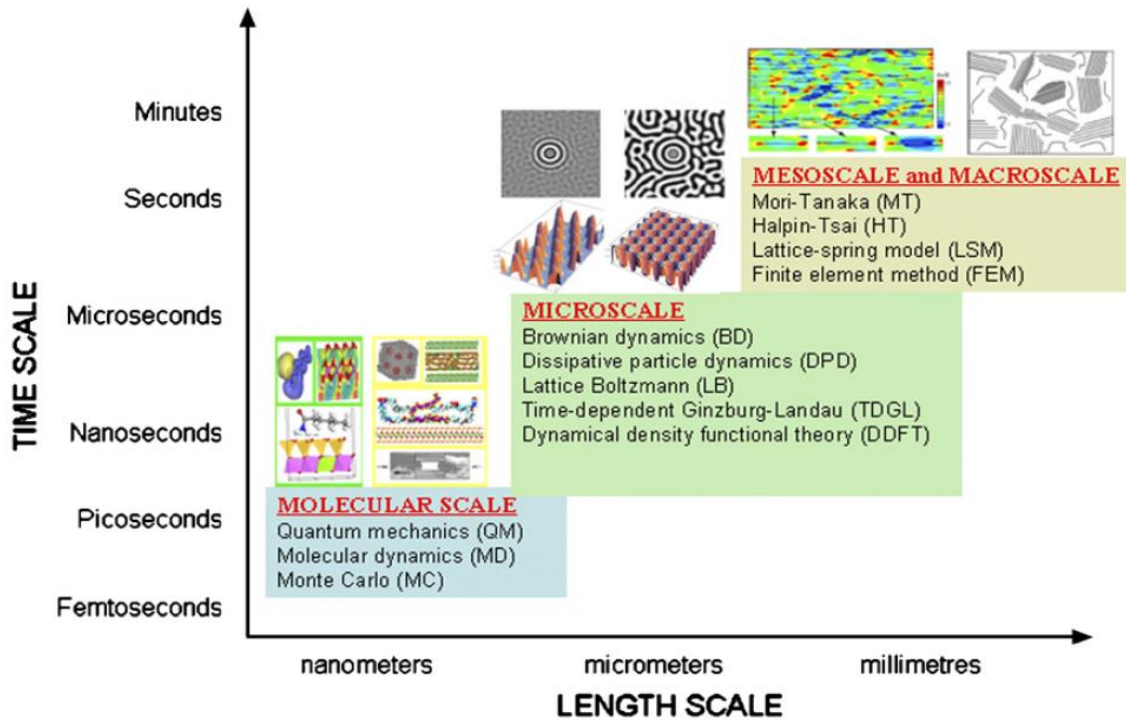 TIME SCALE
Minutes
Seconds
Microseconds
Nanoseconds
Picoseconds
Femtoseconds
MESOSCALE and MACROSCALE
Mori-Tanaka (MT)
Halpin-Tsai (HT)
Lattice-spring model (LSM)
Finite element method (FEM)
MICROSCALE
Brownian dynamics (BD)
Dissipative particle dynamics (DPD)
Lattice Boltzmann (LB)
Time-dependent Ginzburg-Landau (TDGL)
Dynamical density functional theory (DDFT)
MOLECULAR SCALE
Quantum mechanics (QM)
Molecular dynamics (MD)
Monte Carlo (MC)
nanometers
micrometers
millimetres
LENGTH SCALE